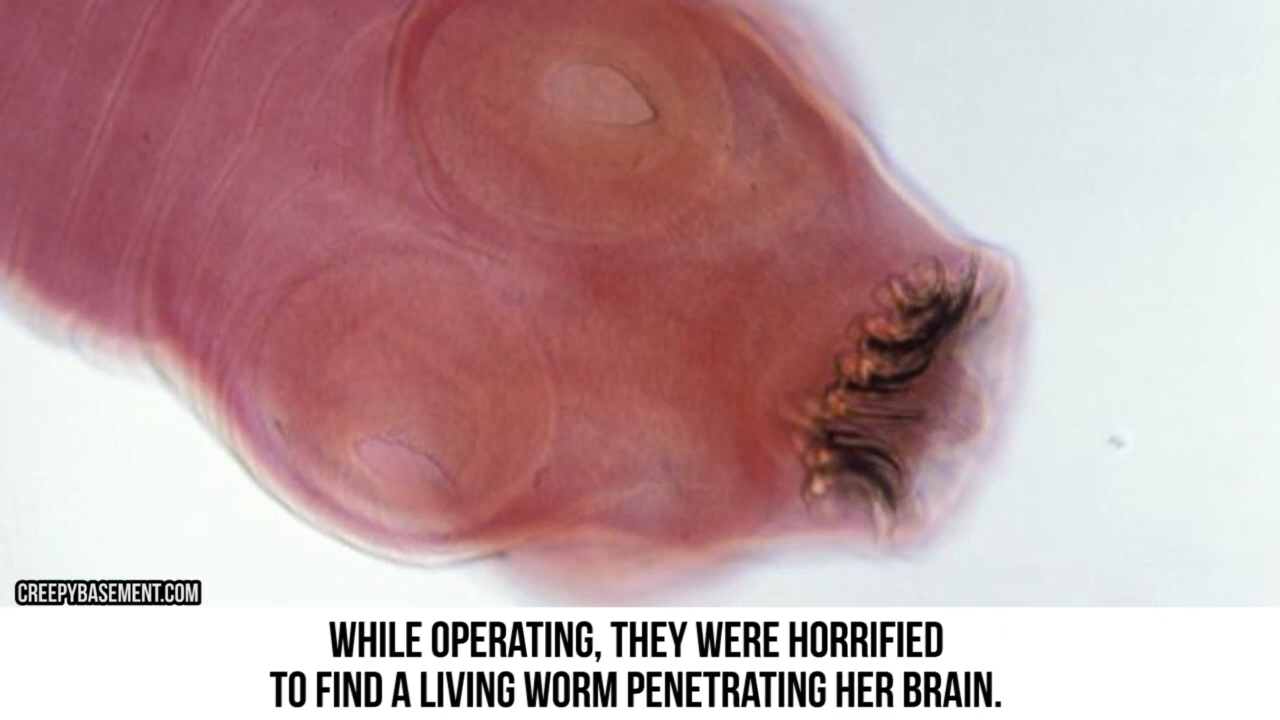 CREEPYBASEMENT.COM
WHILE OPERATING, THEY WERE HORRIFIED
TO FIND A LIVING WORM PENETRATING HER BRAIN.